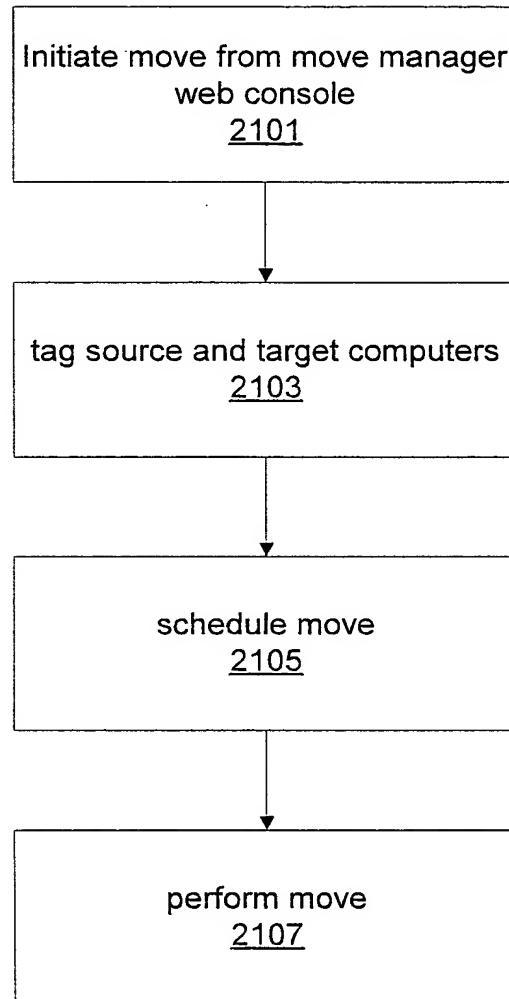 Initiate move from move manager
web console
2101
tag source and target computers
2103
schedule move
2105
perform move
2107